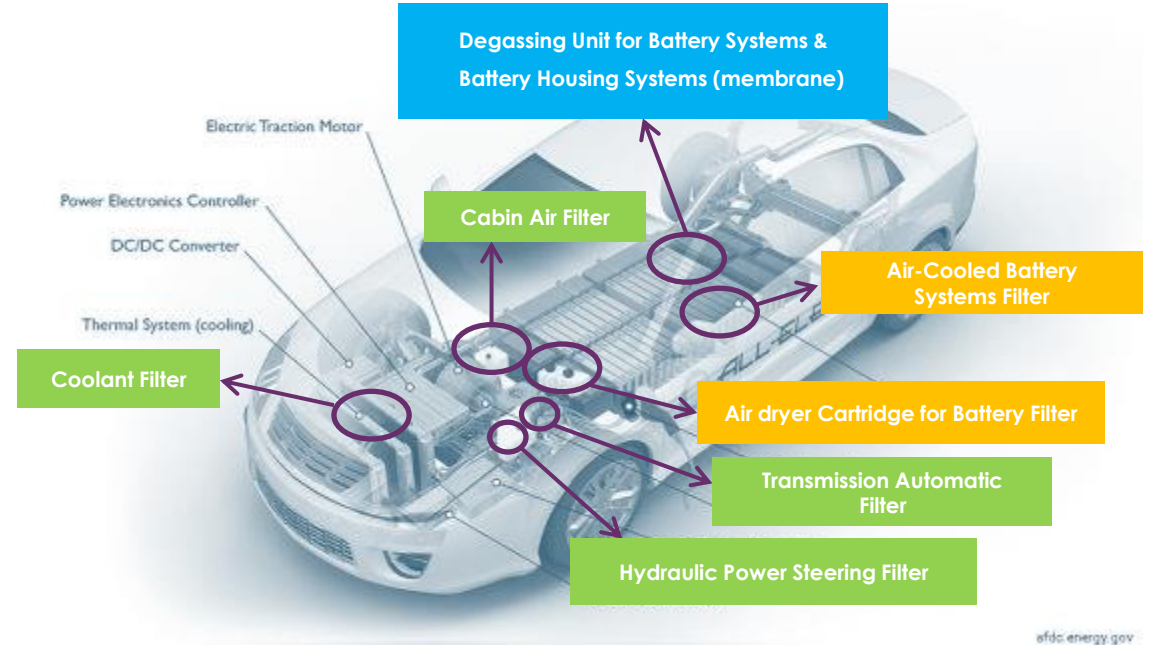 Degassing Unit for Battery Systems &
Battery Housing Systems (membrane)
Electric Traction Motor
Power Electronics Controller
Cabin Air Filter
DC/DC Converter
Air-Cooled Battery
Systems Filter
Thermal System (cooling)
ALL-ELE
Coolant Filter
Air dryer Cartridge for Battery Filter
Transmission Automatic
Filter
Hydraulic Power Steering Filter
afdc.energy.gov